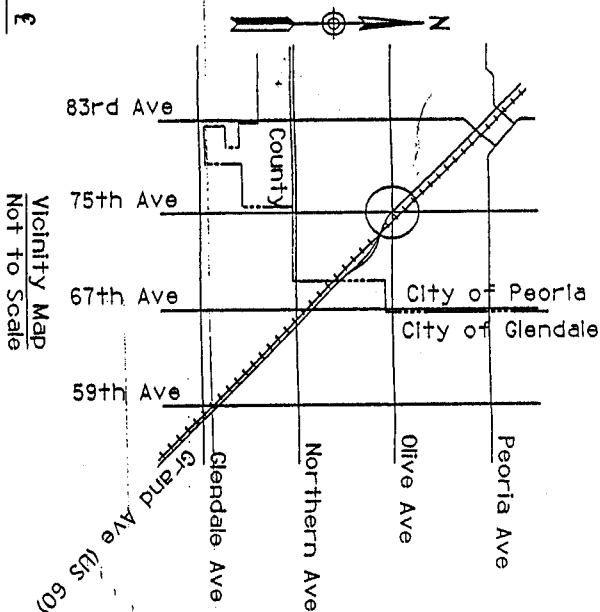 N
83rd Ave
75th Ave
67th Ave
59th Ave
County
City of Peoria
City of Glendale
Peoria Ave
Olive Ave
Northern Ave
Glendale Ave
Grand Ave (US 60)
Vicinity Map
Not to Scale